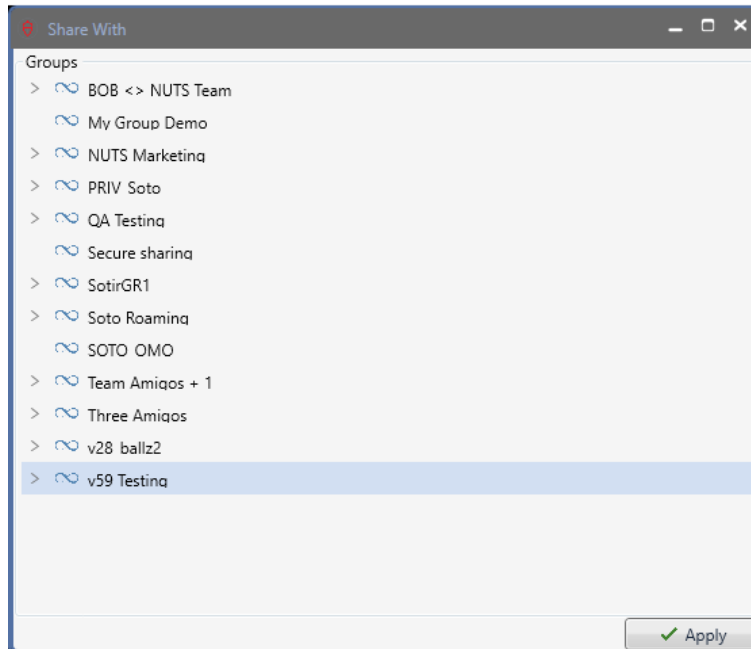 Share With
Groups
BOB <> NUTS Team
My Group Demo
NUTS Marketing
PRIV Soto
QA Testing
Secure sharing
SotirGR1
Soto Roaming
SOTO OMO
Team Amigos + 1
Three Amigos
v28 ballz2
v59 Testing
Apply